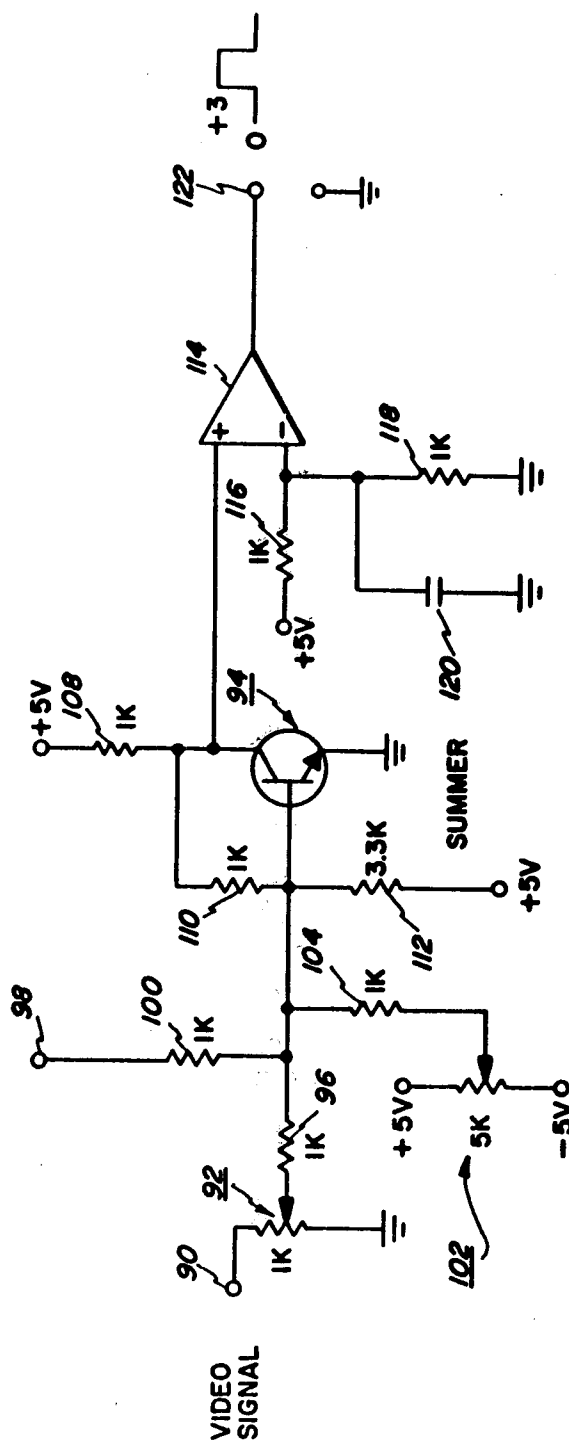 VIDEO
SIGNAL
90
92
1K
96
1K
98
100
1K
102
+5V
5K
-5V
104
1K
110
1K
112
3.3K
+5V
SUMMER
94
108
1K
+5V
+5V
116
1K
114
+
-
118
1K
120
122
+3